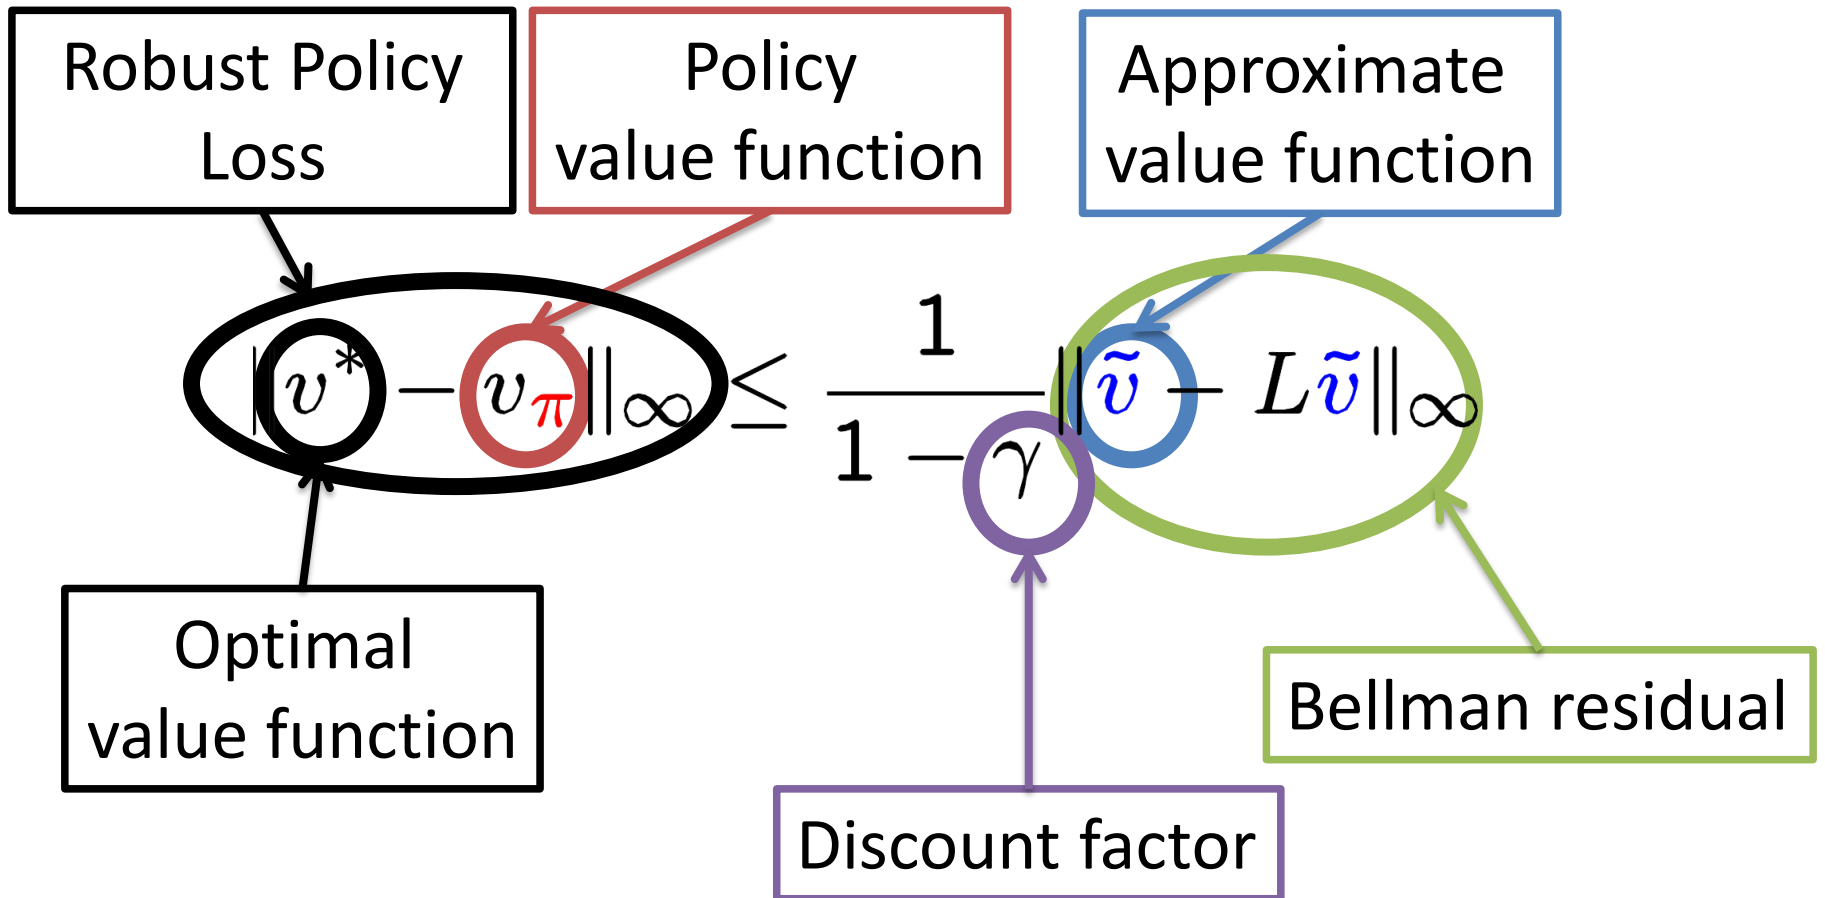 Robust Policy
Loss
Policy
value function
Approximate
value function
‖v* − v_π‖_∞ ≤ 1/(1 − γ) ‖ṽ − Lṽ‖_∞
Optimal
value function
Bellman residual
Discount factor